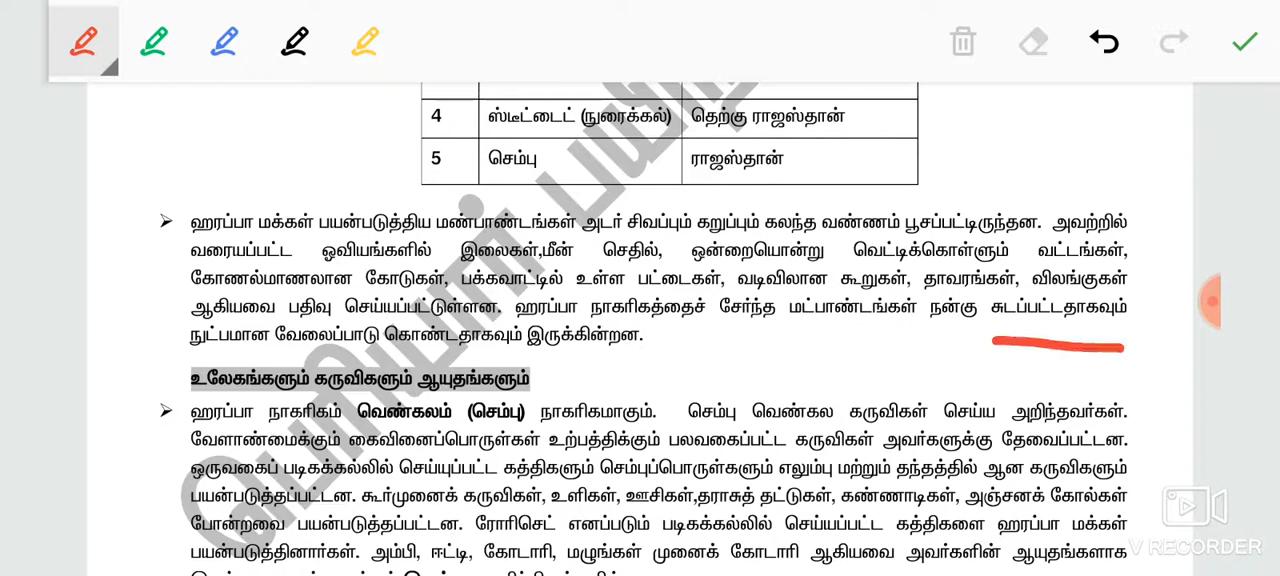 4 ஸ்டீட்டைட் (நுரைக்கல்) தெற்கு ராஜஸ்தான்
5 செம்பு ராஜஸ்தான்
ஹரப்பா மக்கள் பயன்படுத்திய மண்பாண்டங்கள் அடர் சிவப்பும் கறுப்பும் கலந்த வண்ணம் பூசப்பட்டிருந்தன. அவற்றில்
வரையப்பட்ட ஓவியங்களில் இலைகள்,மீன் செதில், ஒன்றையொன்று வெட்டிக்கொள்ளும் வட்டங்கள்,
கோணல்மாணலான கோடுகள், பக்கவாட்டில் உள்ள பட்டைகள், வடிவிலான கூறுகள், தாவரங்கள், விலங்குகள்
ஆகியவை பதிவு செய்யப்பட்டுள்ளன. ஹரப்பா நாகரிகத்தைச் சேர்ந்த மட்பாண்டங்கள் நன்கு சுடப்பட்டதாகவும்
நுட்பமான வேலைப்பாடு கொண்டதாகவும் இருக்கின்றன.
உலேகங்களும் கருவிகளும் ஆயுதங்களும்
ஹரப்பா நாகரிகம் வெண்கலம் (செம்பு) நாகரிகமாகும். செம்பு வெண்கல கருவிகள் செய்ய அறிந்தவர்கள்.
வேளாண்மைக்கும் கைவினைப்பொருள்கள் உற்பத்திக்கும் பலவகைப்பட்ட கருவிகள் அவர்களுக்கு தேவைப்பட்டன.
ஒருவகைப் படிகக்கல்லில் செய்யுப்பட்ட கத்திகளும் செம்புப்பொருள்களும் எலும்பு மற்றும் தந்தத்தில் ஆன கருவிகளும்
பயன்படுத்தப்பட்டன. கூர்முனைக் கருவிகள், உளிகள், ஊசிகள்,தராசுத் தட்டுகள், கண்ணாடிகள், அஞ்சனக் கோல்கள்
போன்றவை பயன்படுத்தப்பட்டன. ரோரிசெட் எனப்படும் படிகக்கல்லில் செய்யப்பட்ட கத்திகளை ஹரப்பா மக்கள்
பயன்படுத்தினார்கள். அம்பி, ஈட்டி, கோடாரி, மழுங்கள் முனைக் கோடாரி ஆகியவை அவர்களின் ஆயுதங்களாக
V RECORDER